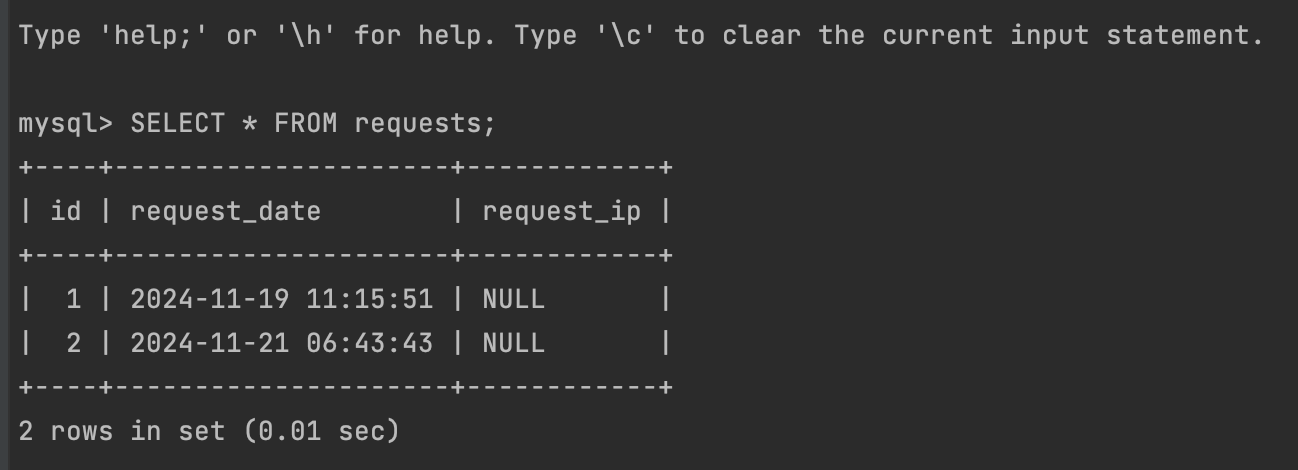 Type 'help;' or '\h' for help. Type '\c' to clear the current input statement.
mysql> SELECT * FROM requests;
+----+---------------------+------------+
| id | request_date        | request_ip |
+----+---------------------+------------+
|  1 | 2024-11-19 11:15:51 | NULL       |
|  2 | 2024-11-21 06:43:43 | NULL       |
+----+---------------------+------------+
2 rows in set (0.01 sec)